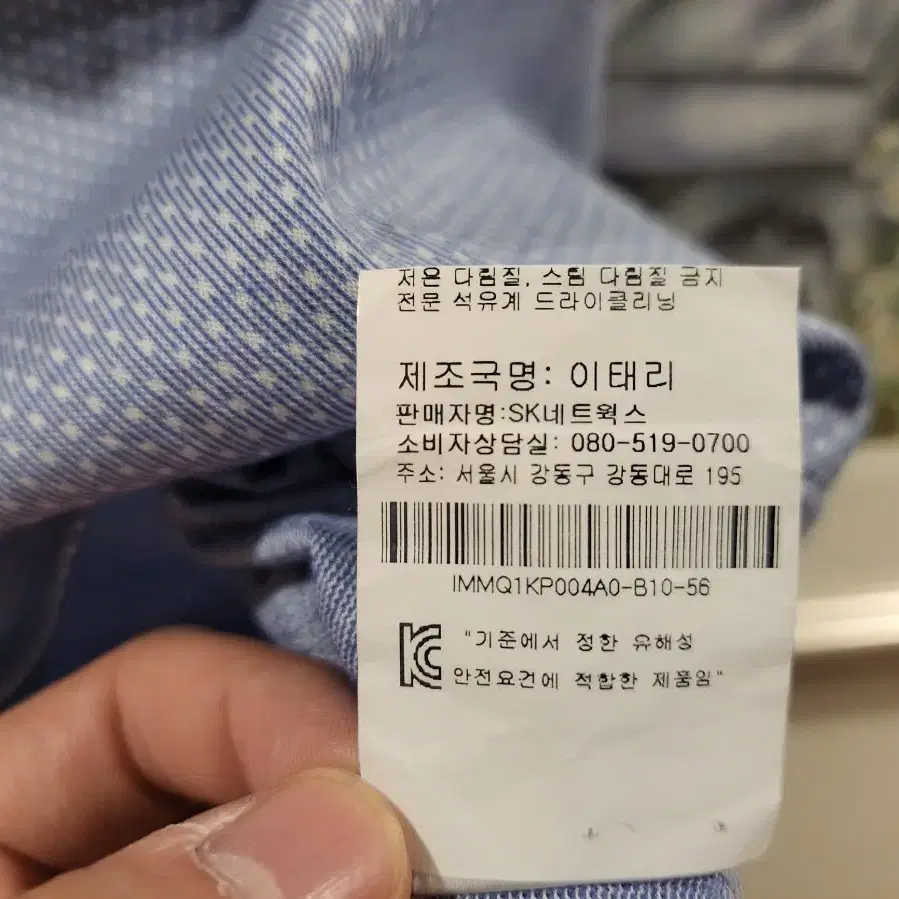 저온 다림질, 스팀 다림질 금지
전문 석유계 드라이클리닝
제조국명: 이태리
판매자명:SK네트웍스
소비자상담실: 080-519-0700
주소: 서울시 강동구 강동대로 195
IMMQ1KP004A0-B10-56
"기준에서 정한 유해성
안전요건에 적합한 제품임"